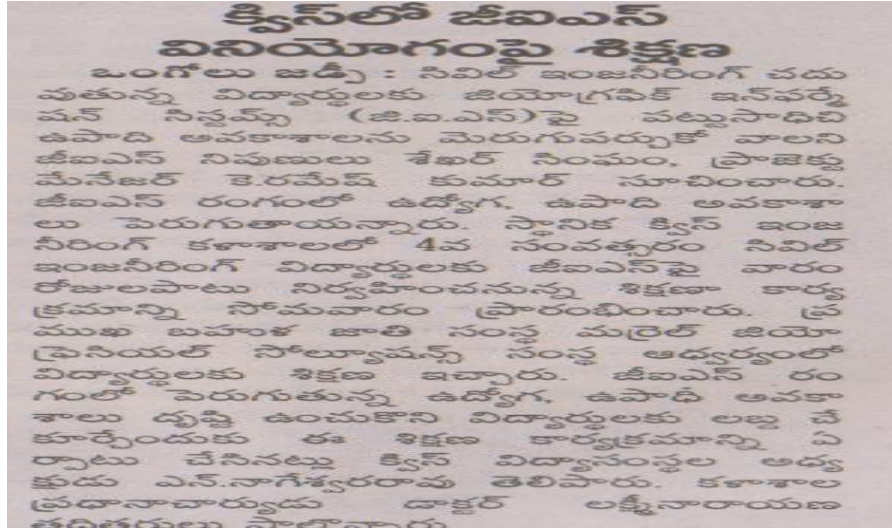 క్విస్‌లో జీఐఎస్
వినియోగంపై శిక్షణ
ఒంగోలు జడ్పీ : సివిల్ ఇంజనీరింగ్ చదు
వుతున్న విద్యార్థులకు జియోగ్రఫిక్ ఇన్‌ఫర్మే
షన్ సిస్టమ్స్ (జి.ఐ.ఎస్)పై పట్టుసాధించి
ఉపాది అవకాశాలను మెరుగుపర్చుకో వాలని
జీఐఎస్ నిపుణులు శేఖర్ సింఘం, ప్రాజెక్టు
మేనేజర్ కె.రమేష్ కుమార్ సూచించారు.
జీఐఎస్ రంగంలో ఉద్యోగ, ఉపాది అవకాశా
లు పెరుగుతాయన్నారు. స్థానిక క్విస్ ఇంజ
నీరింగ్ కళాశాలలో 4వ సంవత్సరం సివిల్
ఇంజనీరింగ్ విద్యార్థులకు జీఐఎస్‌పై వారం
రోజులపాటు నిర్వహించనున్న శిక్షణా కార్య
క్రమాన్ని సోమవారం ప్రారంభించారు. ప్ర
ముఖ బహుళ జాతి సంస్థ మర్రెల్ జియో
ప్రెసియల్ సోల్యూషన్స్ సంస్థ ఆధ్వర్యంలో
విద్యార్థులకు శిక్షణ ఇచ్చారు. జీఐఎస్ రం
గంలో పెరుగుతున్న ఉద్యోగ, ఉపాధి అవకా
శాలు దృష్టి ఉంచుకొని విద్యార్థులకు లబ్ధ చే
కూర్చేందుకు ఈ శిక్షణ కార్యక్రమాన్ని ఏ
ర్పాటు చేసినట్లు క్విస్ విద్యాసంస్థల అధ్య
క్షుడు ఎన్.నాగేశ్వరరావు తెలిపారు. కళాశాల
ప్రధానాచార్యుడు డాక్టర్ లక్ష్మీనారాయణ
తదితరులు పాల్గొన్నారు.